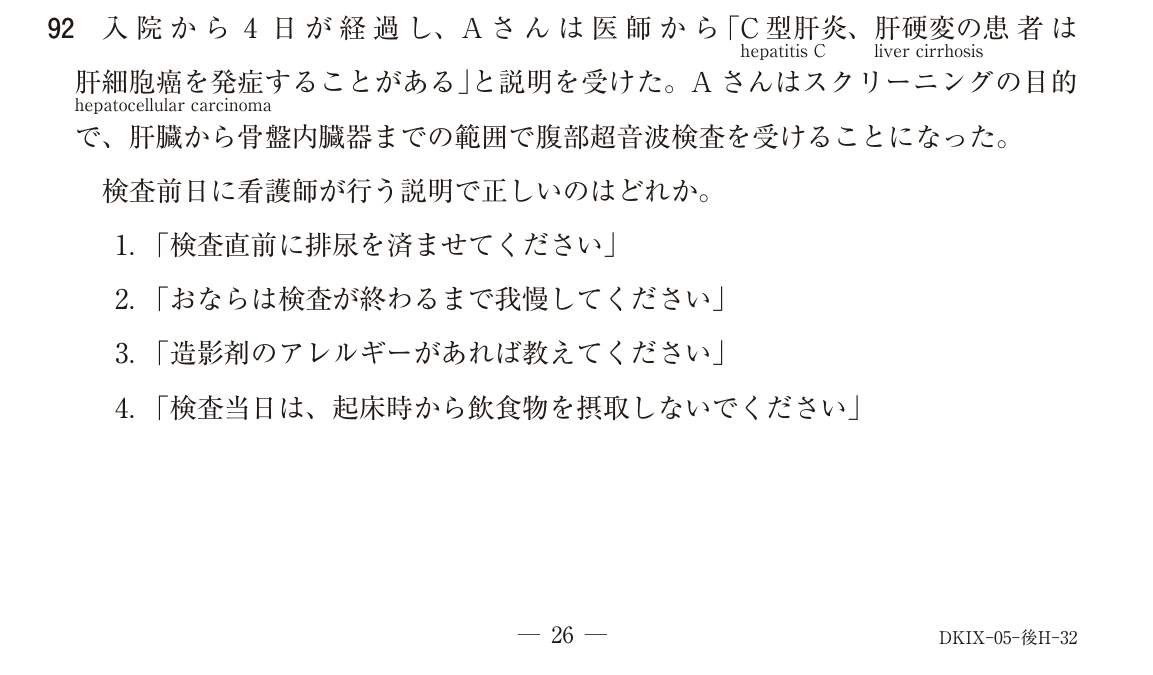 92 入院から4日が経過し、Aさんは医師から「C型肝炎、肝硬変の患者は
hepatitis C liver cirrhosis
肝細胞癌を発症することがある」と説明を受けた。Aさんはスクリーニングの目的
hepatocellular carcinoma
で、肝臓から骨盤内臓器までの範囲で腹部超音波検査を受けることになった。
検査前日に看護師が行う説明で正しいのはどれか。
1. 「検査直前に排尿を済ませてください」
2. 「おならは検査が終わるまで我慢してください」
3. 「造影剤のアレルギーがあれば教えてください」
4. 「検査当日は、起床時から飲食物を摂取しないでください」
— 26 —
DKIX-05-後H-32